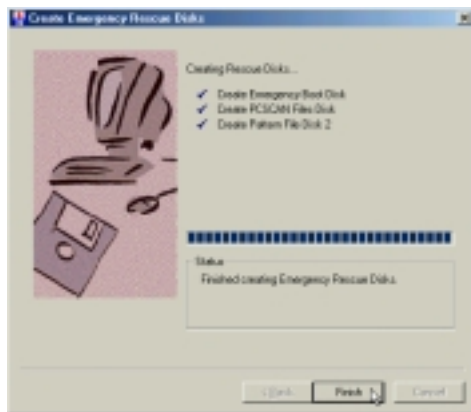 Create Emergency Rescue Disks
Creating Rescue Disks...
Create Emergency Boot Disk
Create PCSCAN Files Disk
Create Pattern File Disk 2
Status
Finished creating Emergency Rescue Disks.
< Back
Finish
Cancel